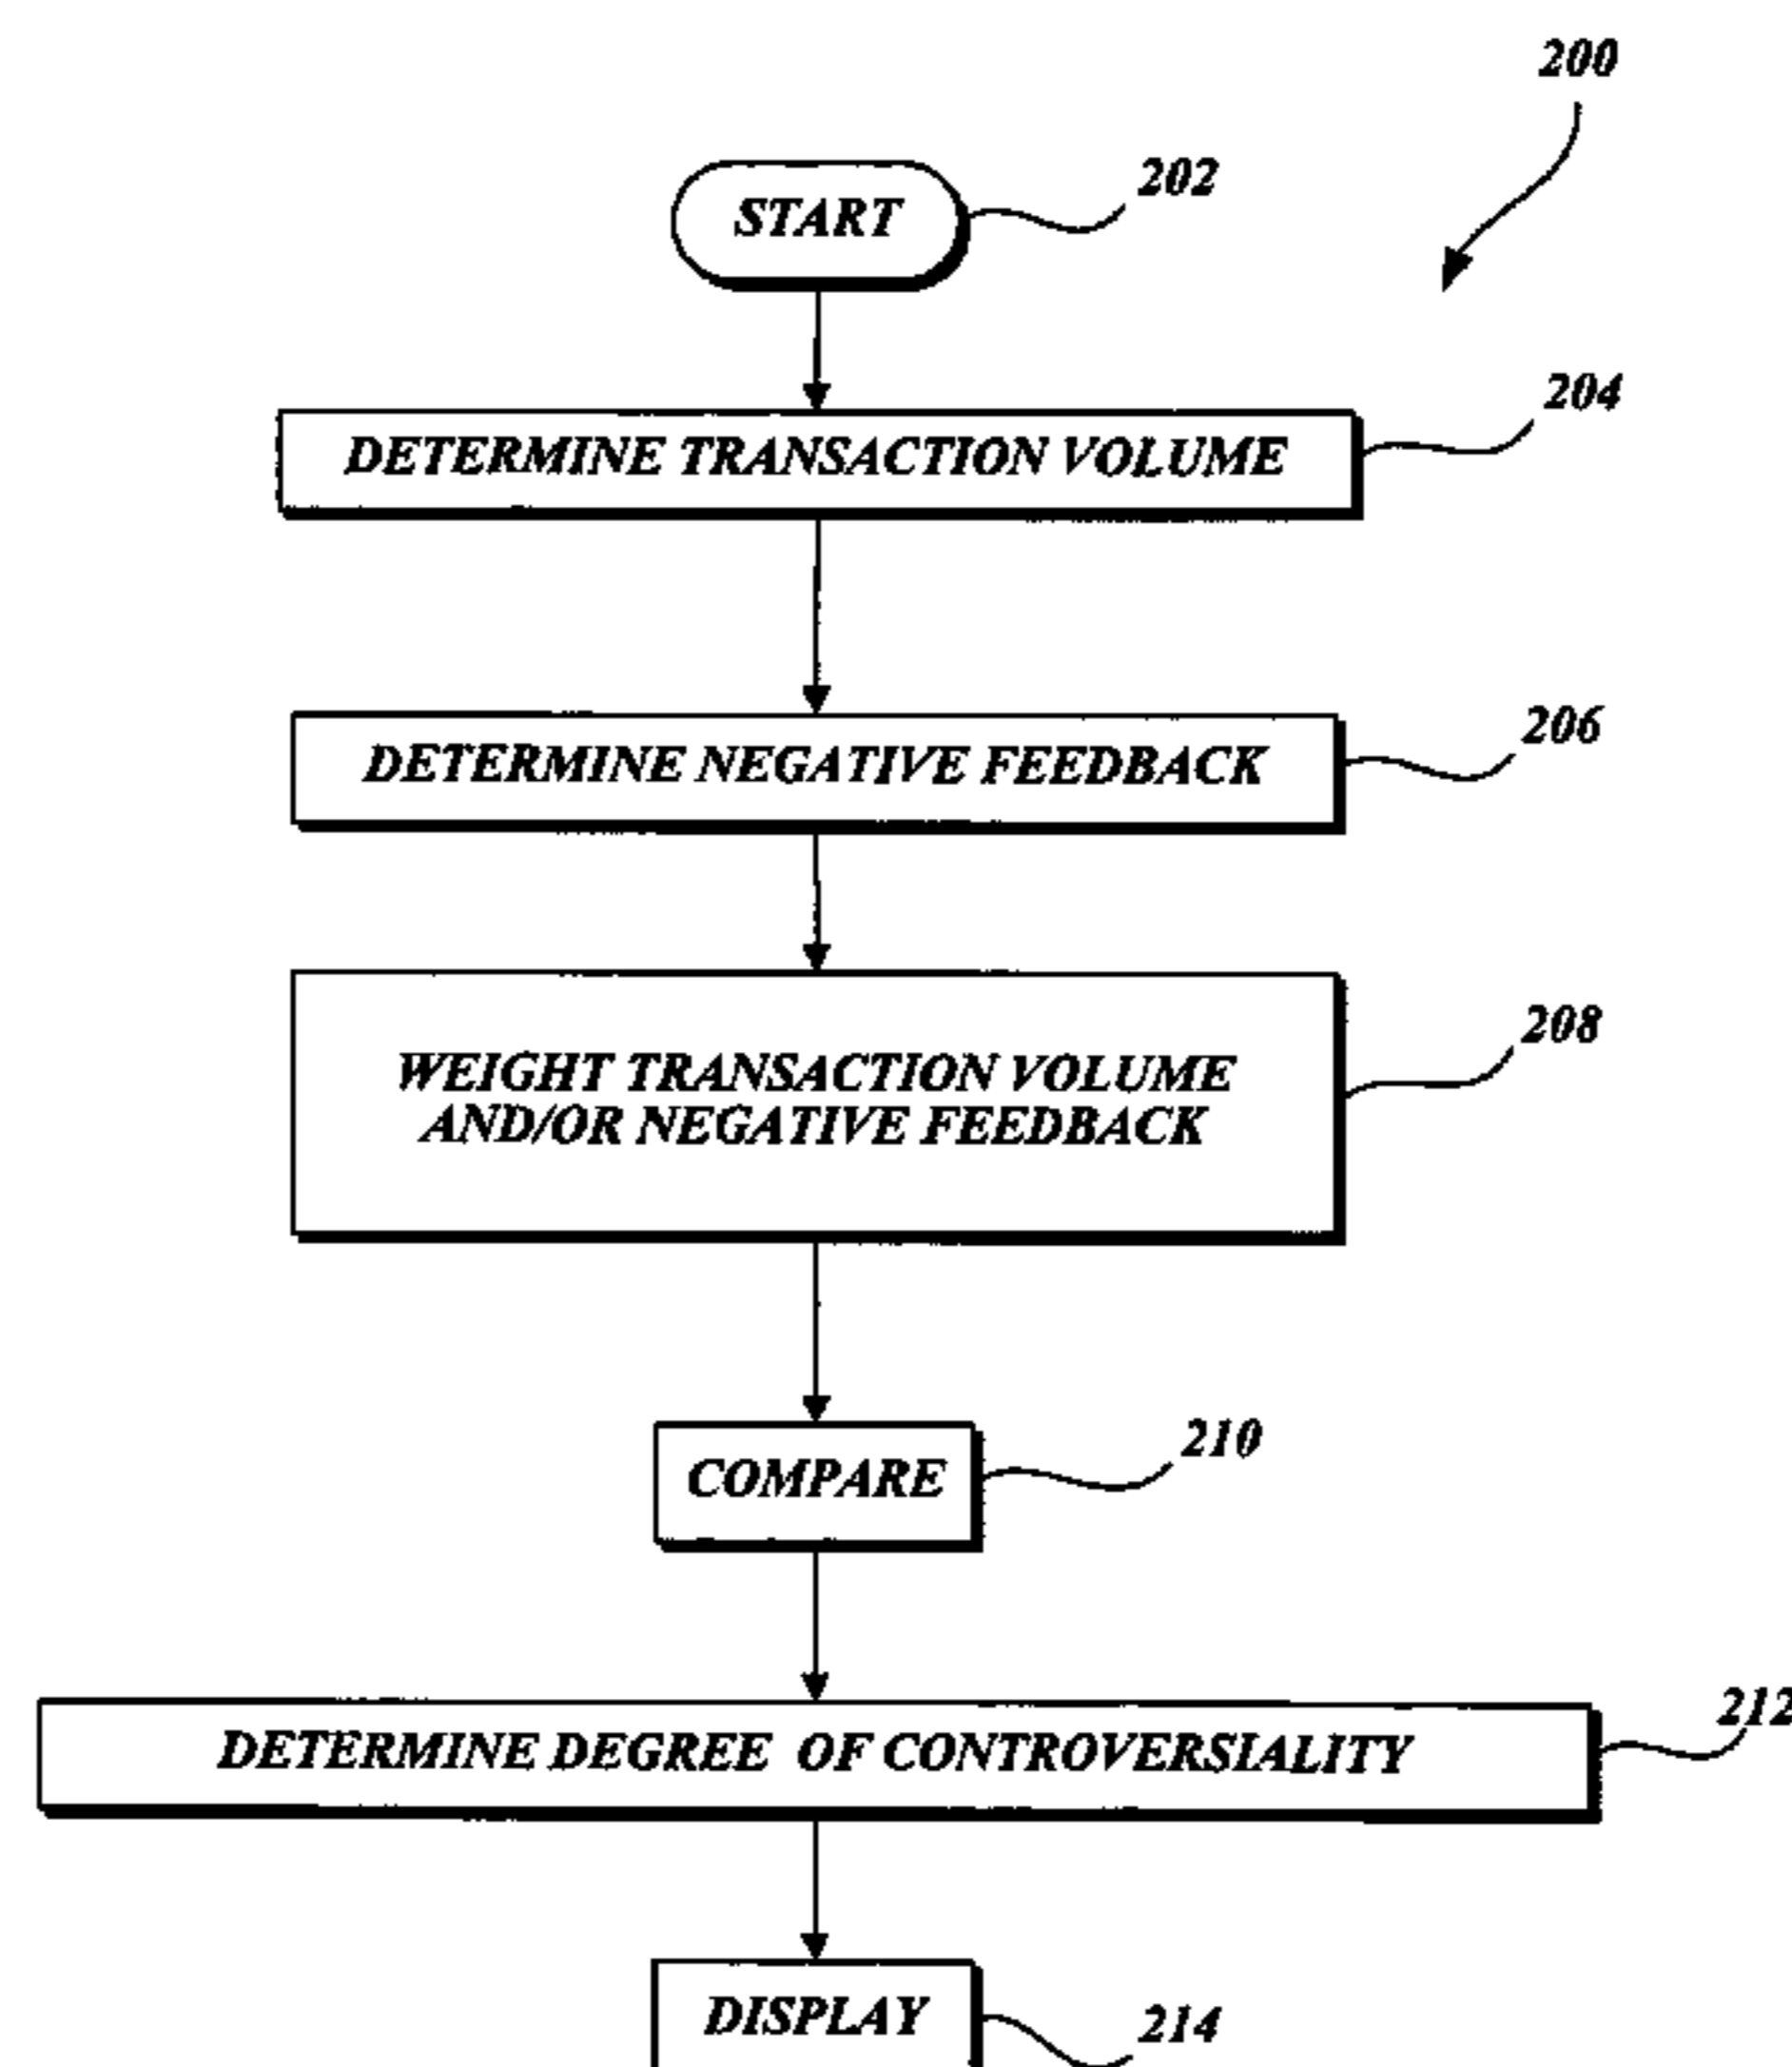 200
START
202
DETERMINE TRANSACTION VOLUME
204
DETERMINE NEGATIVE FEEDBACK
206
WEIGHT TRANSACTION VOLUME
AND/OR NEGATIVE FEEDBACK
208
COMPARE
210
DETERMINE DEGREE OF CONTROVERSIALITY
212
DISPLAY
214